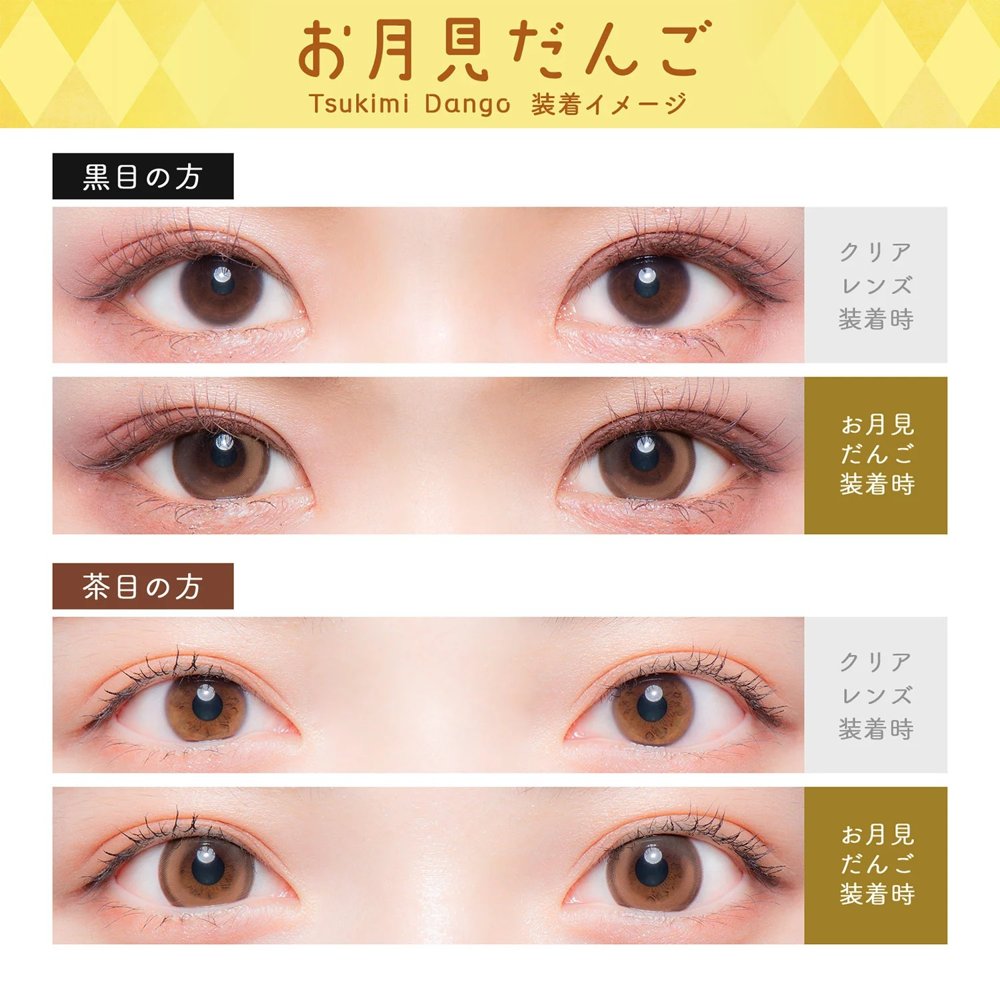 お月見だんご
Tsukimi Dango 装着イメージ
黒目の方
クリア
レンズ
装着時
お月見
だんご
装着時
茶目の方
クリア
レンズ
装着時
お月見
だんご
装着時